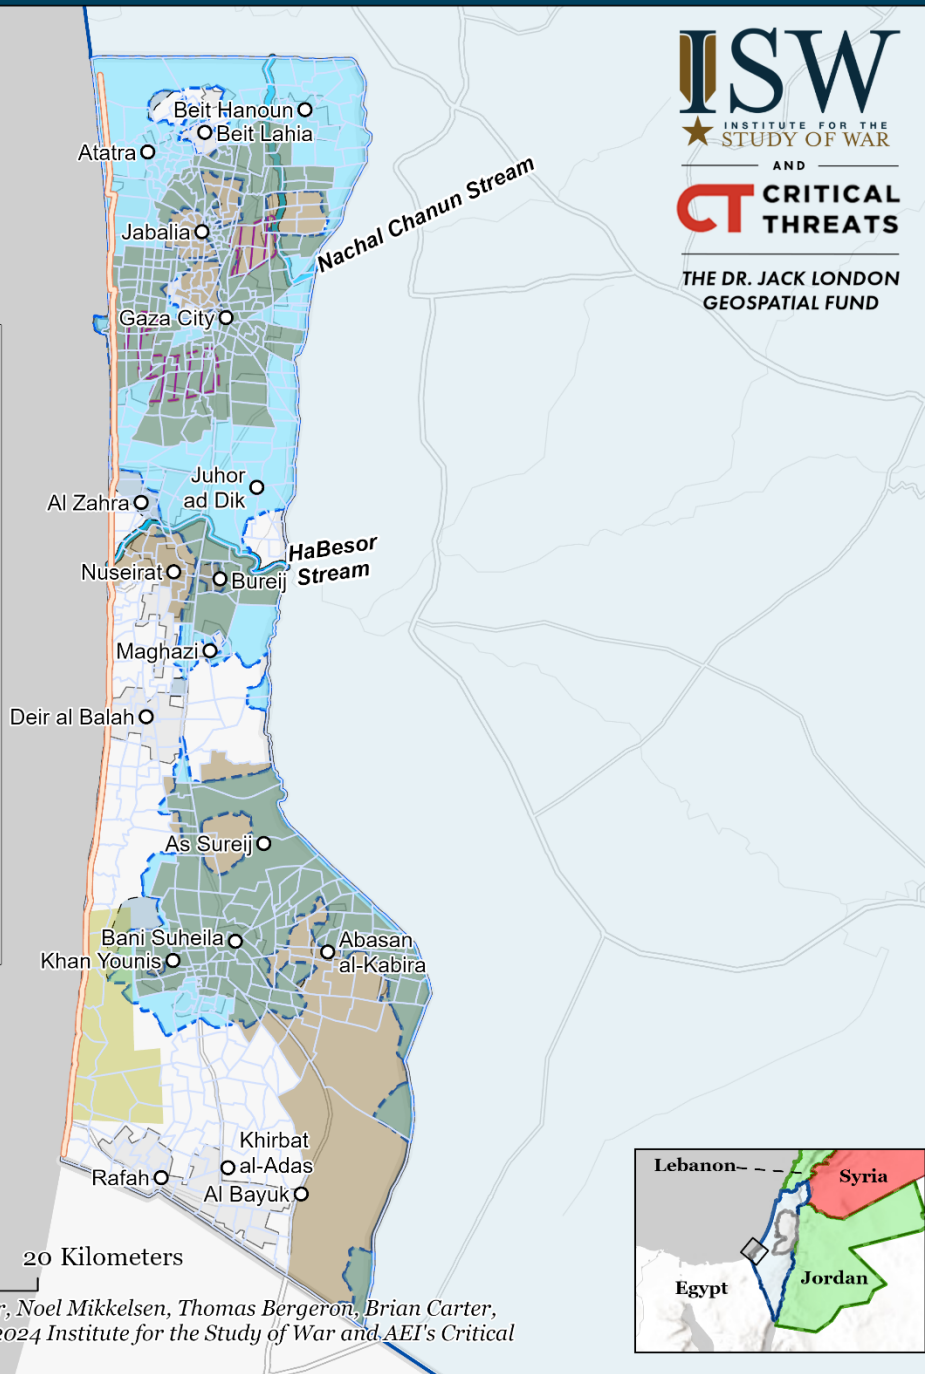 ISW
INSTITUTE FOR THE
STUDY OF WAR
AND
CT CRITICAL
THREATS
THE DR. JACK LONDON
GEOSPATIAL FUND
Beit Hanoun
Beit Lahia
Atatra
Nachal Chanun Stream
Jabalia
Gaza City
Juhor
ad Dik
Al Zahra
HaBesor
Stream
Nuseirat
Bureij
Maghazi
Deir al Balah
As Sureij
Bani Suheila
Abasan
al-Kabira
Khan Younis
Khirbat
al-Adas
Rafah
Al Bayuk
Lebanon
Syria
Egypt
Jordan
20 Kilometers
r, Noel Mikkelsen, Thomas Bergeron, Brian Carter,
2024 Institute for the Study of War and AEI's Critical